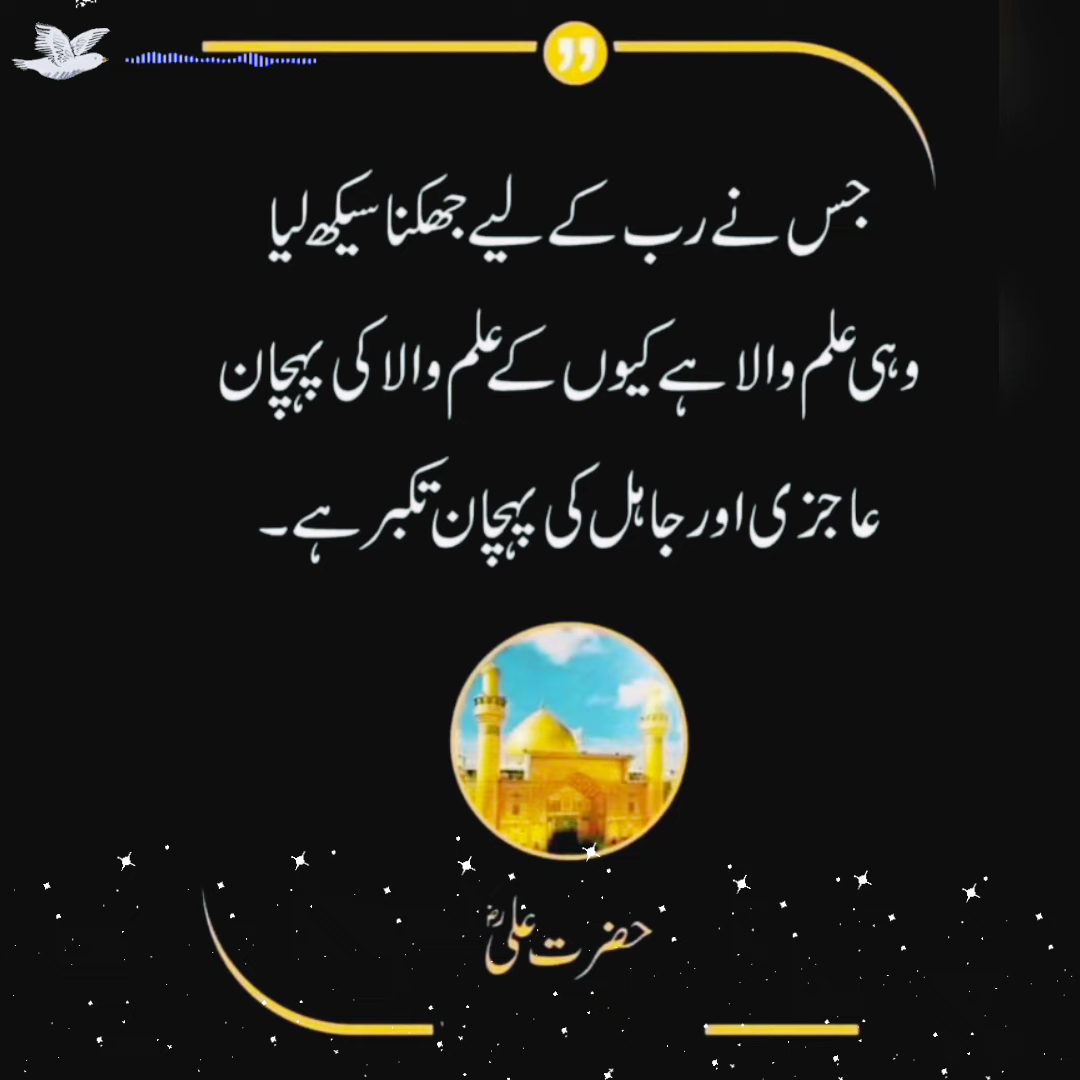 جس نے رب کے لیے جھکنا سیکھ لیا
وہی علم والا ہے کیوں کے علم والا کی پہچان
عاجزی اور جاہل کی پہچان تکبر ہے۔
حضرت علیؓ